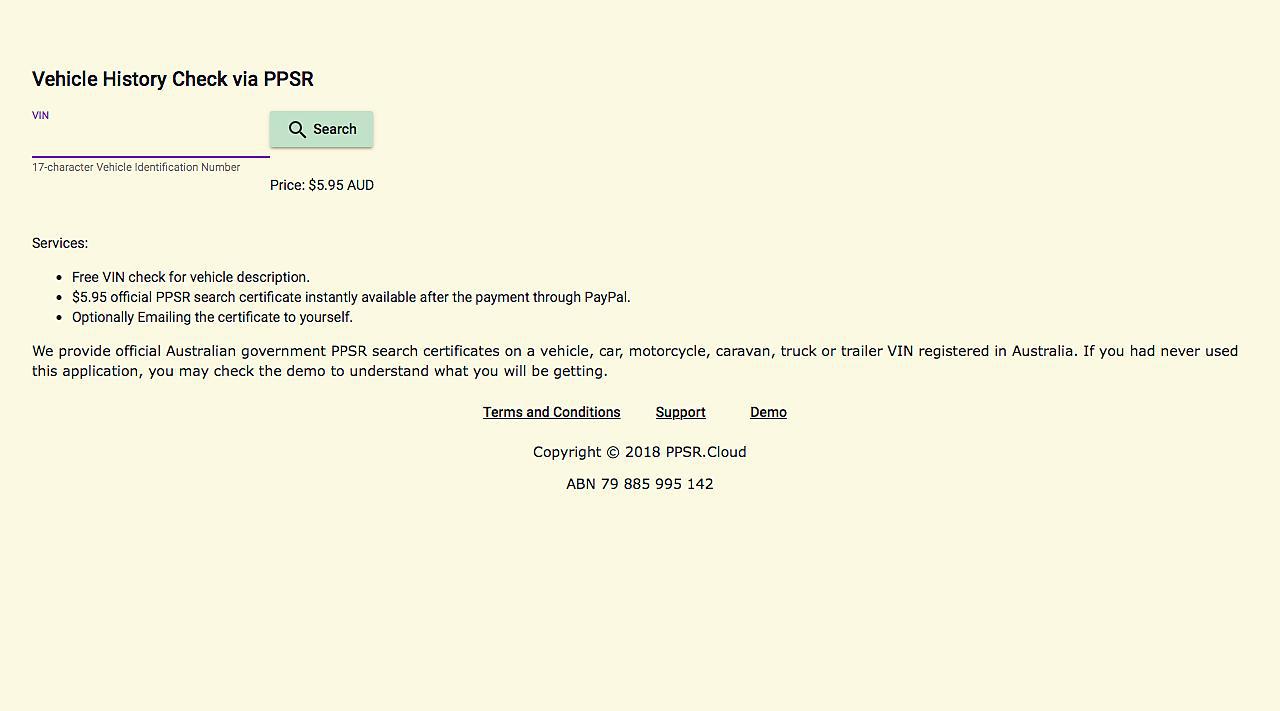 Vehicle History Check via PPSR
VIN
Search
17-character Vehicle Identification Number
Price: $5.95 AUD
Services:
• Free VIN check for vehicle description.
• $5.95 official PPSR search certificate instantly available after the payment through PayPal.
• Optionally Emailing the certificate to yourself.
We provide official Australian government PPSR search certificates on a vehicle, car, motorcycle, caravan, truck or trailer VIN registered in Australia. If you had never used
this application, you may check the demo to understand what you will be getting.
Terms and Conditions Support Demo
Copyright © 2018 PPSR.Cloud
ABN 79 885 995 142